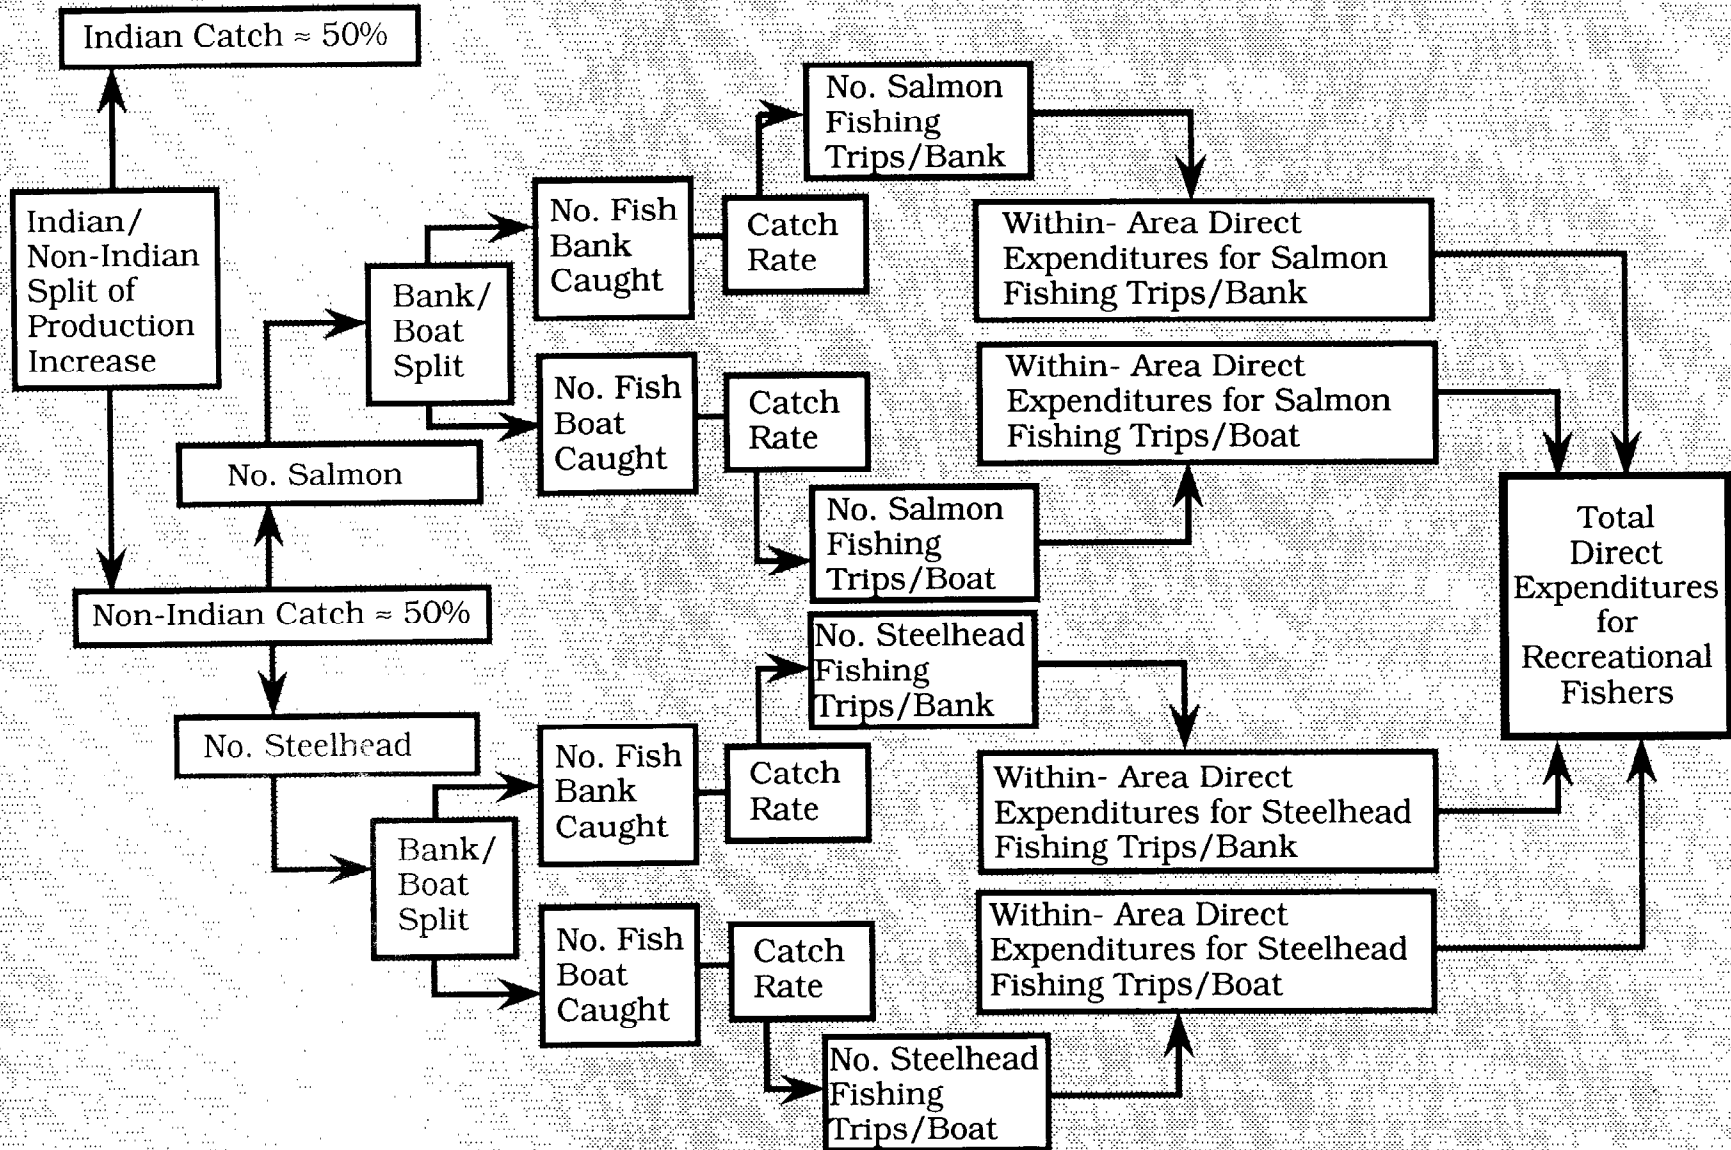 Indian Catch ≈ 50%
Indian/
Non-Indian
Split of
Production
Increase
Non-Indian Catch ≈ 50%
No. Salmon
Bank/
Boat
Split
No. Fish
Bank
Caught
Catch
Rate
No. Salmon
Fishing
Trips/Bank
Within- Area Direct
Expenditures for Salmon
Fishing Trips/Bank
No. Fish
Boat
Caught
Catch
Rate
No. Salmon
Fishing
Trips/Boat
Within- Area Direct
Expenditures for Salmon
Fishing Trips/Boat
No. Steelhead
Bank/
Boat
Split
No. Fish
Bank
Caught
Catch
Rate
No. Steelhead
Fishing
Trips/Bank
Within- Area Direct
Expenditures for Steelhead
Fishing Trips/Bank
No. Fish
Boat
Caught
Catch
Rate
No. Steelhead
Fishing
Trips/Boat
Within- Area Direct
Expenditures for Steelhead
Fishing Trips/Boat
Total
Direct
Expenditures
for
Recreational
Fishers